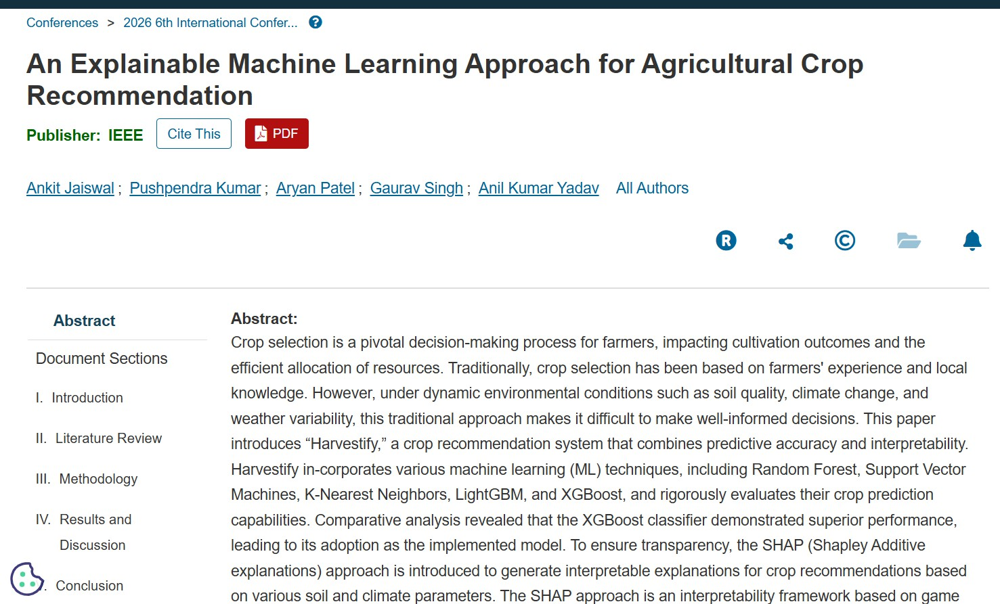 Conferences > 2026 6th International Confer... ?
An Explainable Machine Learning Approach for Agricultural Crop
Recommendation
Publisher: IEEE Cite This PDF
Ankit Jaiswal ; Pushpendra Kumar ; Aryan Patel ; Gaurav Singh ; Anil Kumar Yadav All Authors
R ©
Abstract
Document Sections
I. Introduction
II. Literature Review
III. Methodology
IV. Results and
Discussion
Conclusion
Abstract:
Crop selection is a pivotal decision-making process for farmers, impacting cultivation outcomes and the
efficient allocation of resources. Traditionally, crop selection has been based on farmers' experience and local
knowledge. However, under dynamic environmental conditions such as soil quality, climate change, and
weather variability, this traditional approach makes it difficult to make well-informed decisions. This paper
introduces “Harvestify,” a crop recommendation system that combines predictive accuracy and interpretability.
Harvestify in-corporates various machine learning (ML) techniques, including Random Forest, Support Vector
Machines, K-Nearest Neighbors, LightGBM, and XGBoost, and rigorously evaluates their crop prediction
capabilities. Comparative analysis revealed that the XGBoost classifier demonstrated superior performance,
leading to its adoption as the implemented model. To ensure transparency, the SHAP (Shapley Additive
explanations) approach is introduced to generate interpretable explanations for crop recommendations based
on various soil and climate parameters. The SHAP approach is an interpretability framework based on game